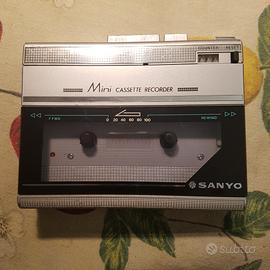 COUNTER RESET
Mini CASSETTE RECORDER
F FWD
REWIND
0 20 40 60 80 100
SANYO
Subito